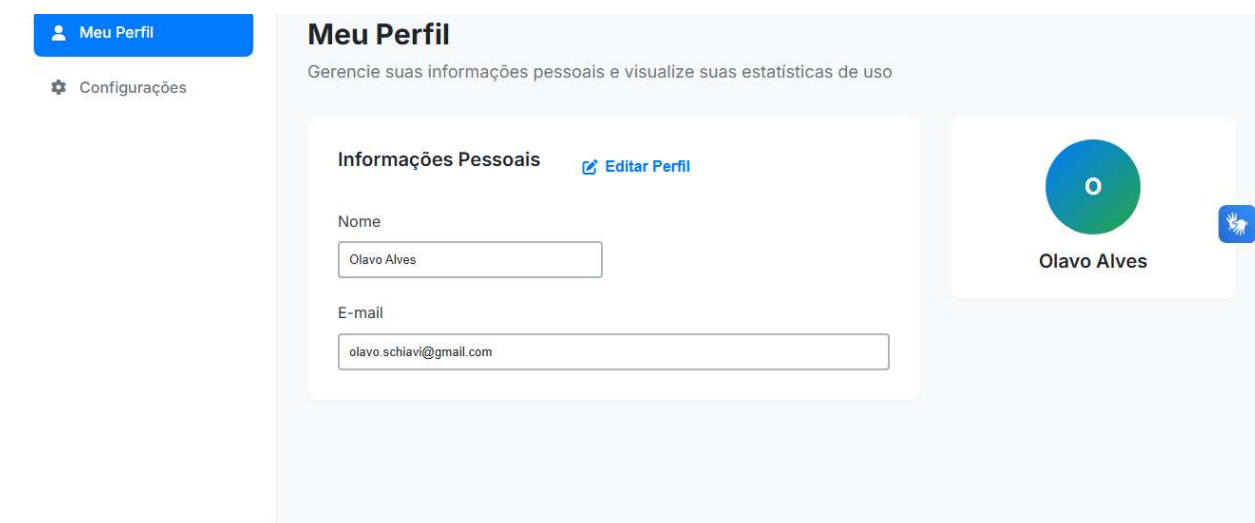 Meu Perfil
Configurações
Meu Perfil
Gerencie suas informações pessoais e visualize suas estatísticas de uso
Informações Pessoais
Editar Perfil
Nome
Olavo Alves
E-mail
olavo.schiavi@gmail.com
O
Olavo Alves